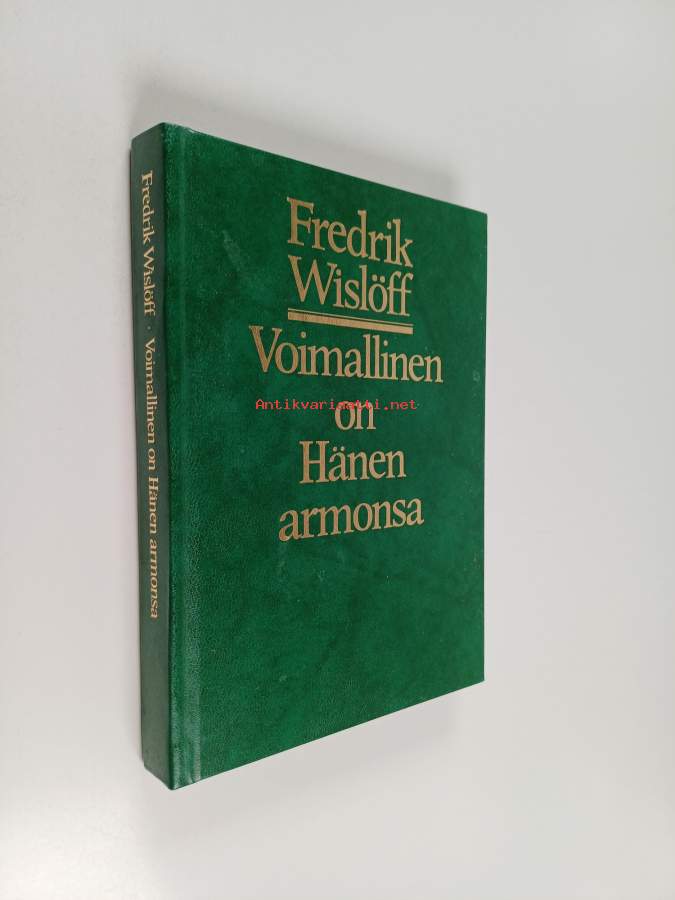 Fredrik Wislöff · Voimallinen on Hänen armonsa
Fredrik
Wislöff
Voimallinen
Antikvariaatti.net
on
Hänen
armonsa